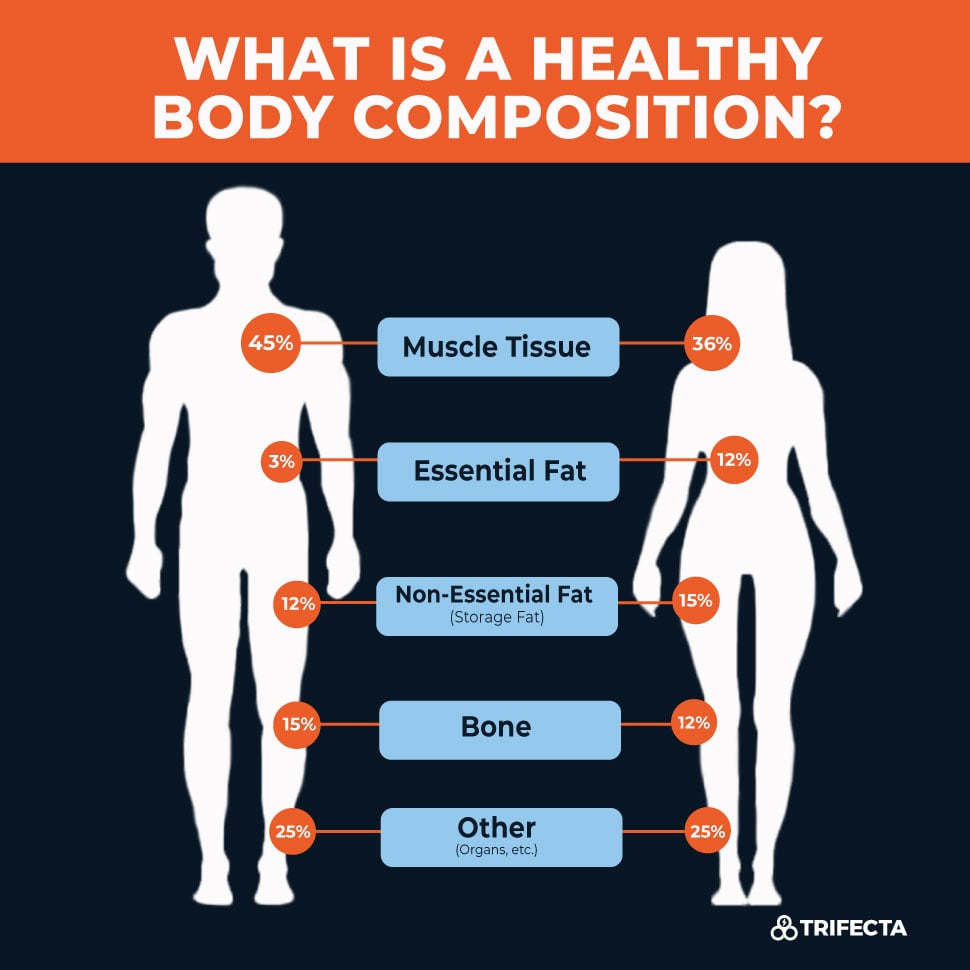 WHAT IS A HEALTHY
BODY COMPOSITION?
45% Muscle Tissue 36%
3% Essential Fat 12%
12% Non-Essential Fat 15%
(Storage Fat)
15% Bone 12%
25% Other 25%
(Organs, etc.)
TRIFECTA